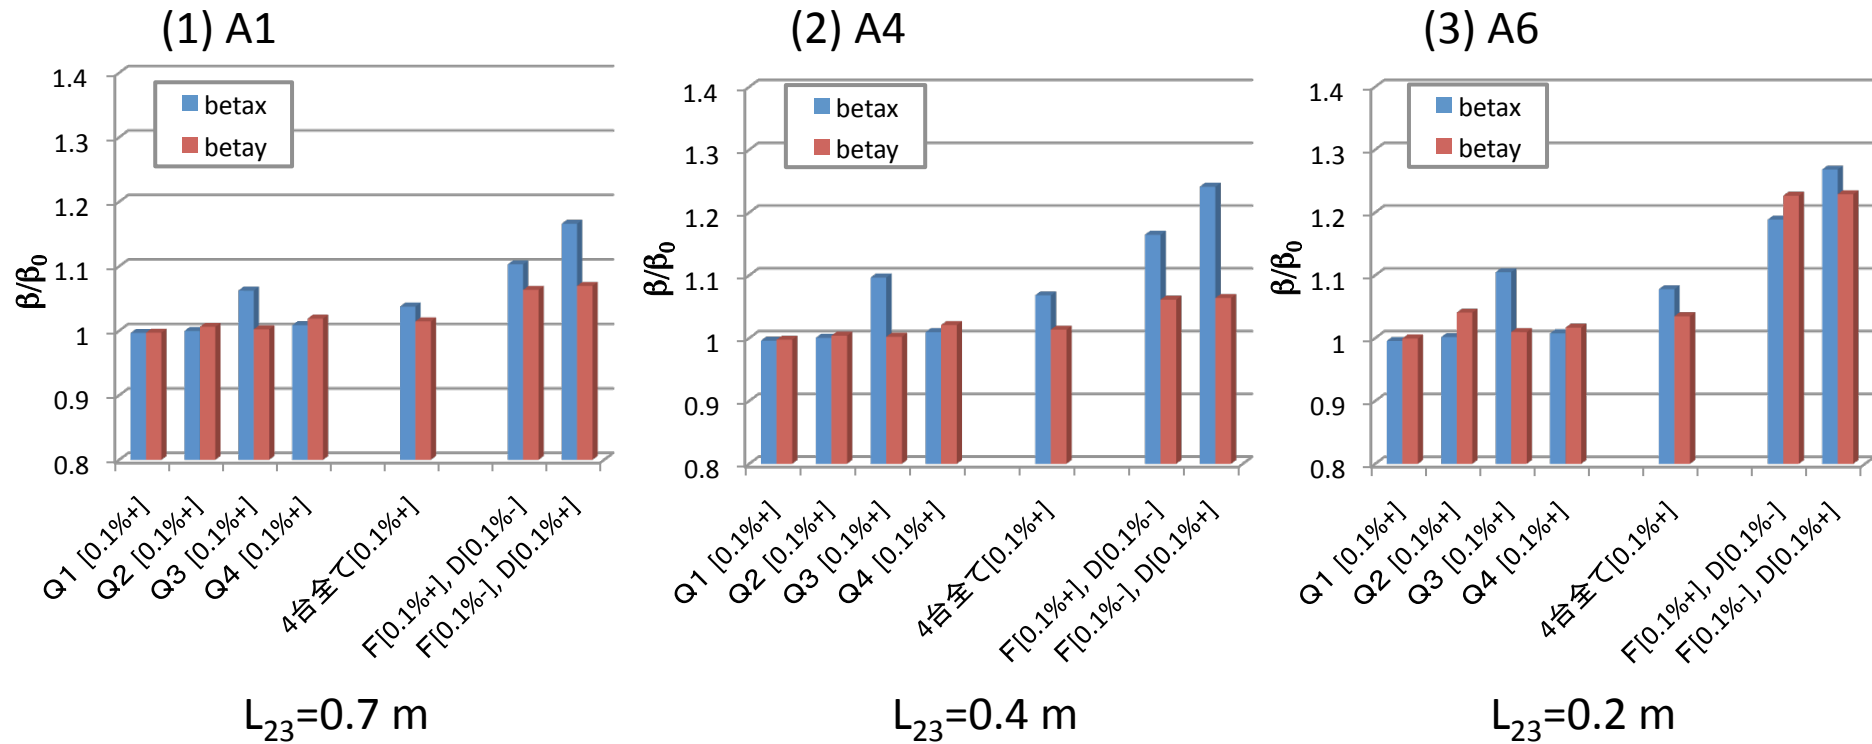 (1) A1
1.4
1.3
1.2
1.1
1
0.9
0.8
β/β0
betax
betay
Q1 [0.1%+]
Q2 [0.1%+]
Q3 [0.1%+]
Q4 [0.1%+]
4台全て[0.1%+]
F[0.1%+], D[0.1%-]
F[0.1%-], D[0.1%+]
L23=0.7 m
(2) A4
1.4
1.3
1.2
1.1
1
0.9
0.8
β/β0
betax
betay
Q1 [0.1%+]
Q2 [0.1%+]
Q3 [0.1%+]
Q4 [0.1%+]
4台全て[0.1%+]
F[0.1%+], D[0.1%-]
F[0.1%-], D[0.1%+]
L23=0.4 m
(3) A6
1.4
1.3
1.2
1.1
1
0.9
0.8
β/β0
betax
betay
Q1 [0.1%+]
Q2 [0.1%+]
Q3 [0.1%+]
Q4 [0.1%+]
4台全て[0.1%+]
F[0.1%+], D[0.1%-]
F[0.1%-], D[0.1%+]
L23=0.2 m